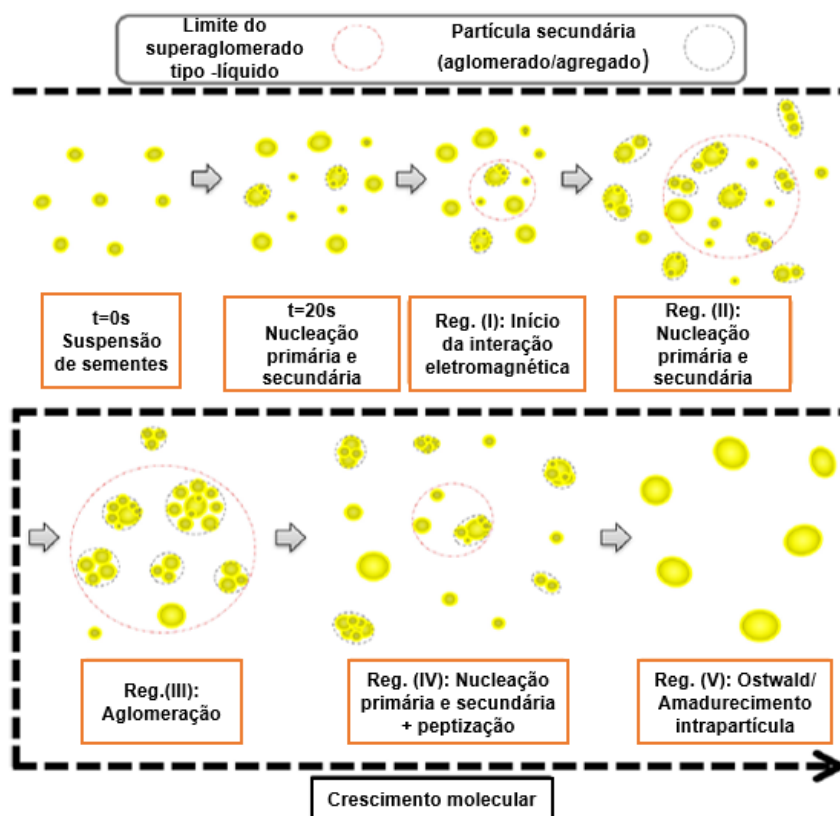 Limite do
superaglomerado
tipo -líquido
Partícula secundária
(aglomerado/agregado)
t=0s
Suspensão
de sementes
t=20s
Nucleação
primária e
secundária
Reg. (I): Início
da interação
eletromagnética
Reg. (II):
Nucleação
primária e
secundária
Reg.(III):
Aglomeração
Reg. (IV): Nucleação
primária e secundária
+ peptização
Reg. (V): Ostwald/
Amadurecimento
intrapartícula
Crescimento molecular